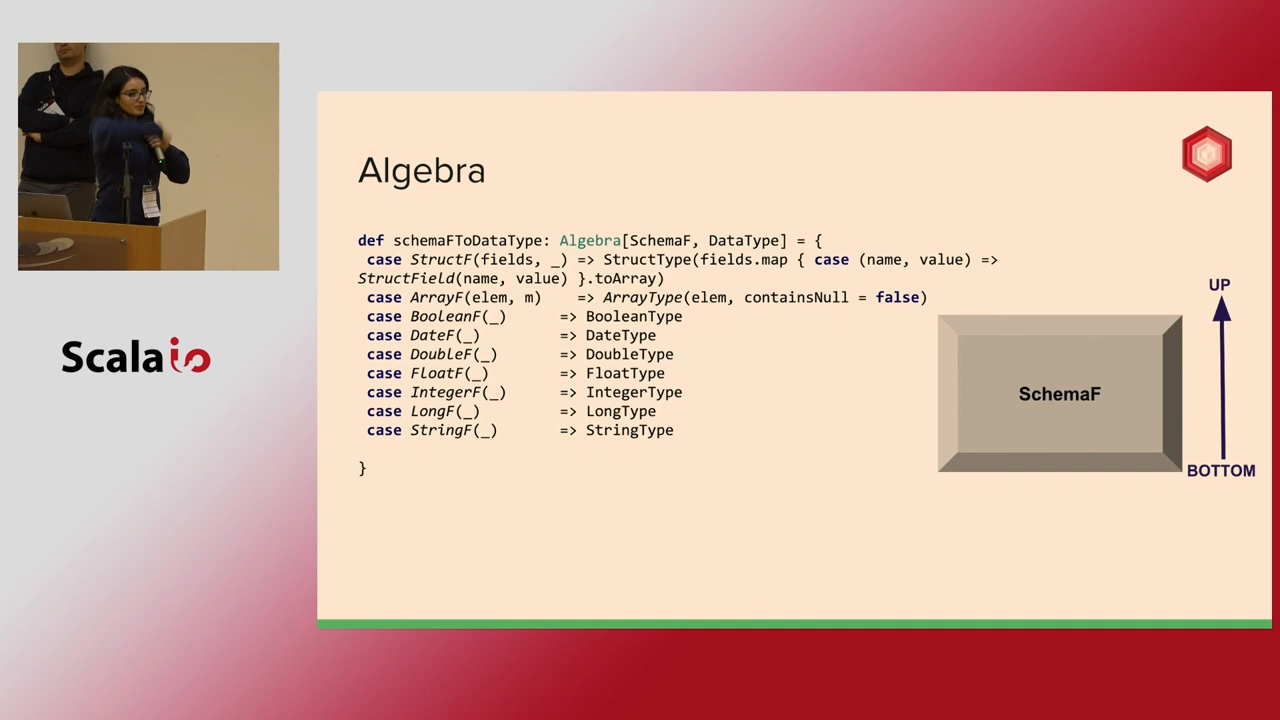 Algebra
def schemaFToDataType: Algebra[SchemaF, DataType] = {
case StructF(fields, _) => StructType(fields.map { case (name, value) =>
StructField(name, value) }.toArray)
case ArrayF(elem, m) => ArrayType(elem, containsNull = false)
case BooleanF(_) => BooleanType
case DateF(_) => DateType
case DoubleF(_) => DoubleType
case FloatF(_) => FloatType
case IntegerF(_) => IntegerType
case LongF(_) => LongType
case StringF(_) => StringType
}
UP
SchemaF
BOTTOM
Scalaio